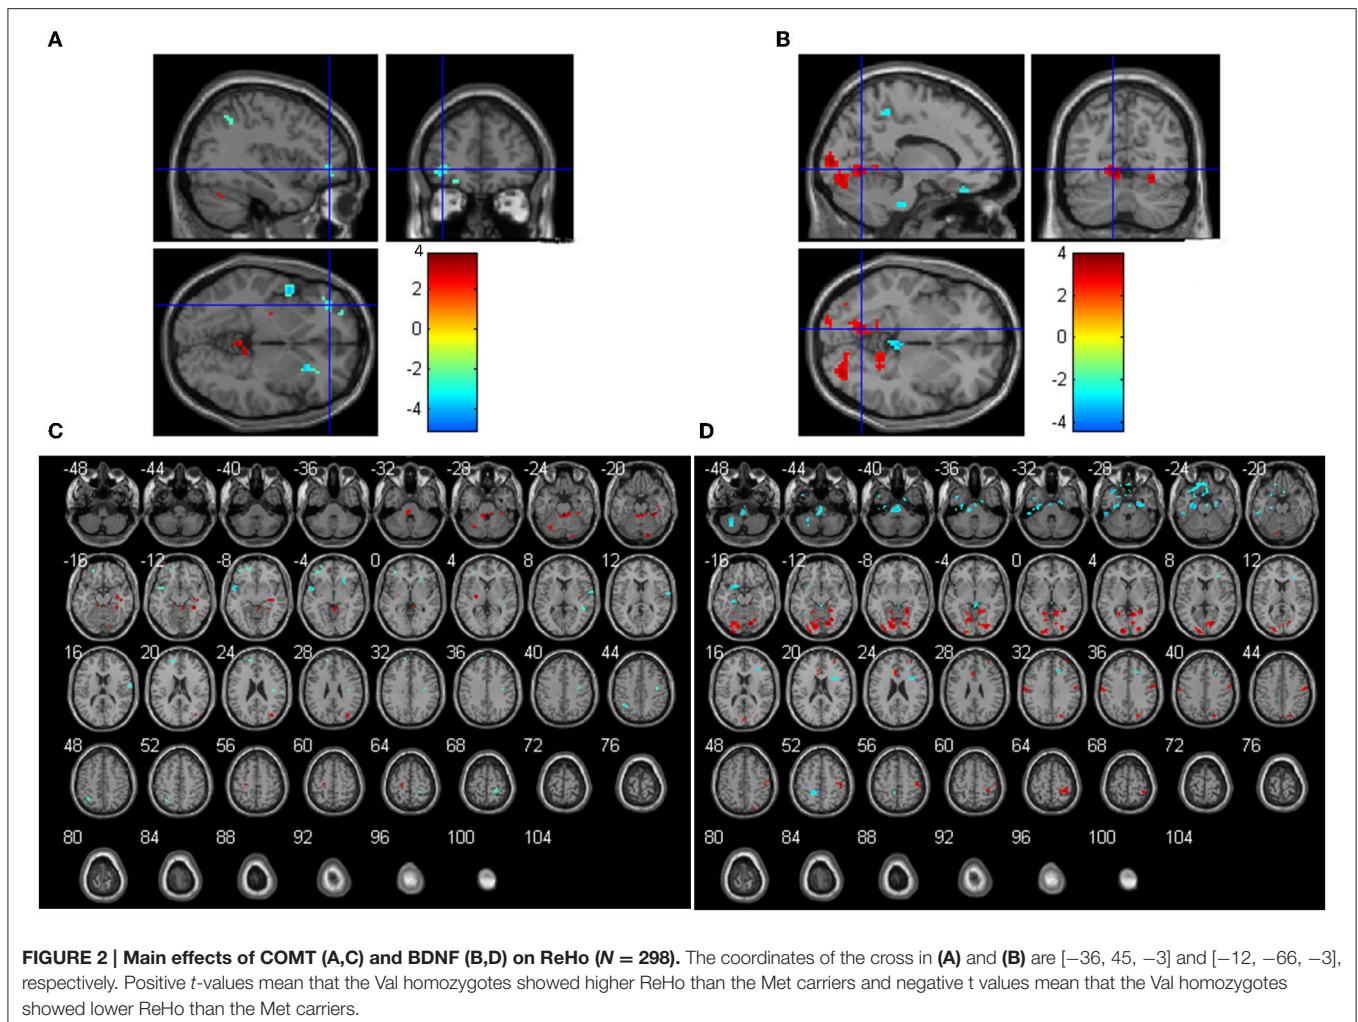 A
B
4
2
0
-2
-4
4
2
0
-2
-4
C
D
-48 -44 -40 -36 -32 -28 -24 -20
-16 -12 -8 -4 0 4 8 12
16 20 24 28 32 36 40 44
48 52 56 60 64 68 72 76
80 84 88 92 96 100 104
-48 -44 -40 -36 -32 -28 -24 -20
-16 -12 -8 -4 0 4 8 12
16 20 24 28 32 36 40 44
48 52 56 60 64 68 72 76
80 84 88 92 96 100 104
FIGURE 2 | Main effects of COMT (A,C) and BDNF (B,D) on ReHo (N = 298). The coordinates of the cross in (A) and (B) are [−36, 45, −3] and [−12, −66, −3],
respectively. Positive t-values mean that the Val homozygotes showed higher ReHo than the Met carriers and negative t values mean that the Val homozygotes
showed lower ReHo than the Met carriers.